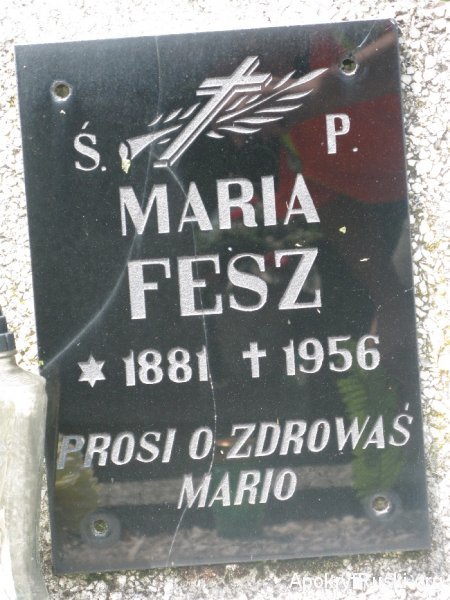 Ś. P.
MARIA
FESZ
* 1881 † 1956
PROSI O ZDROWAŚ
MARIO